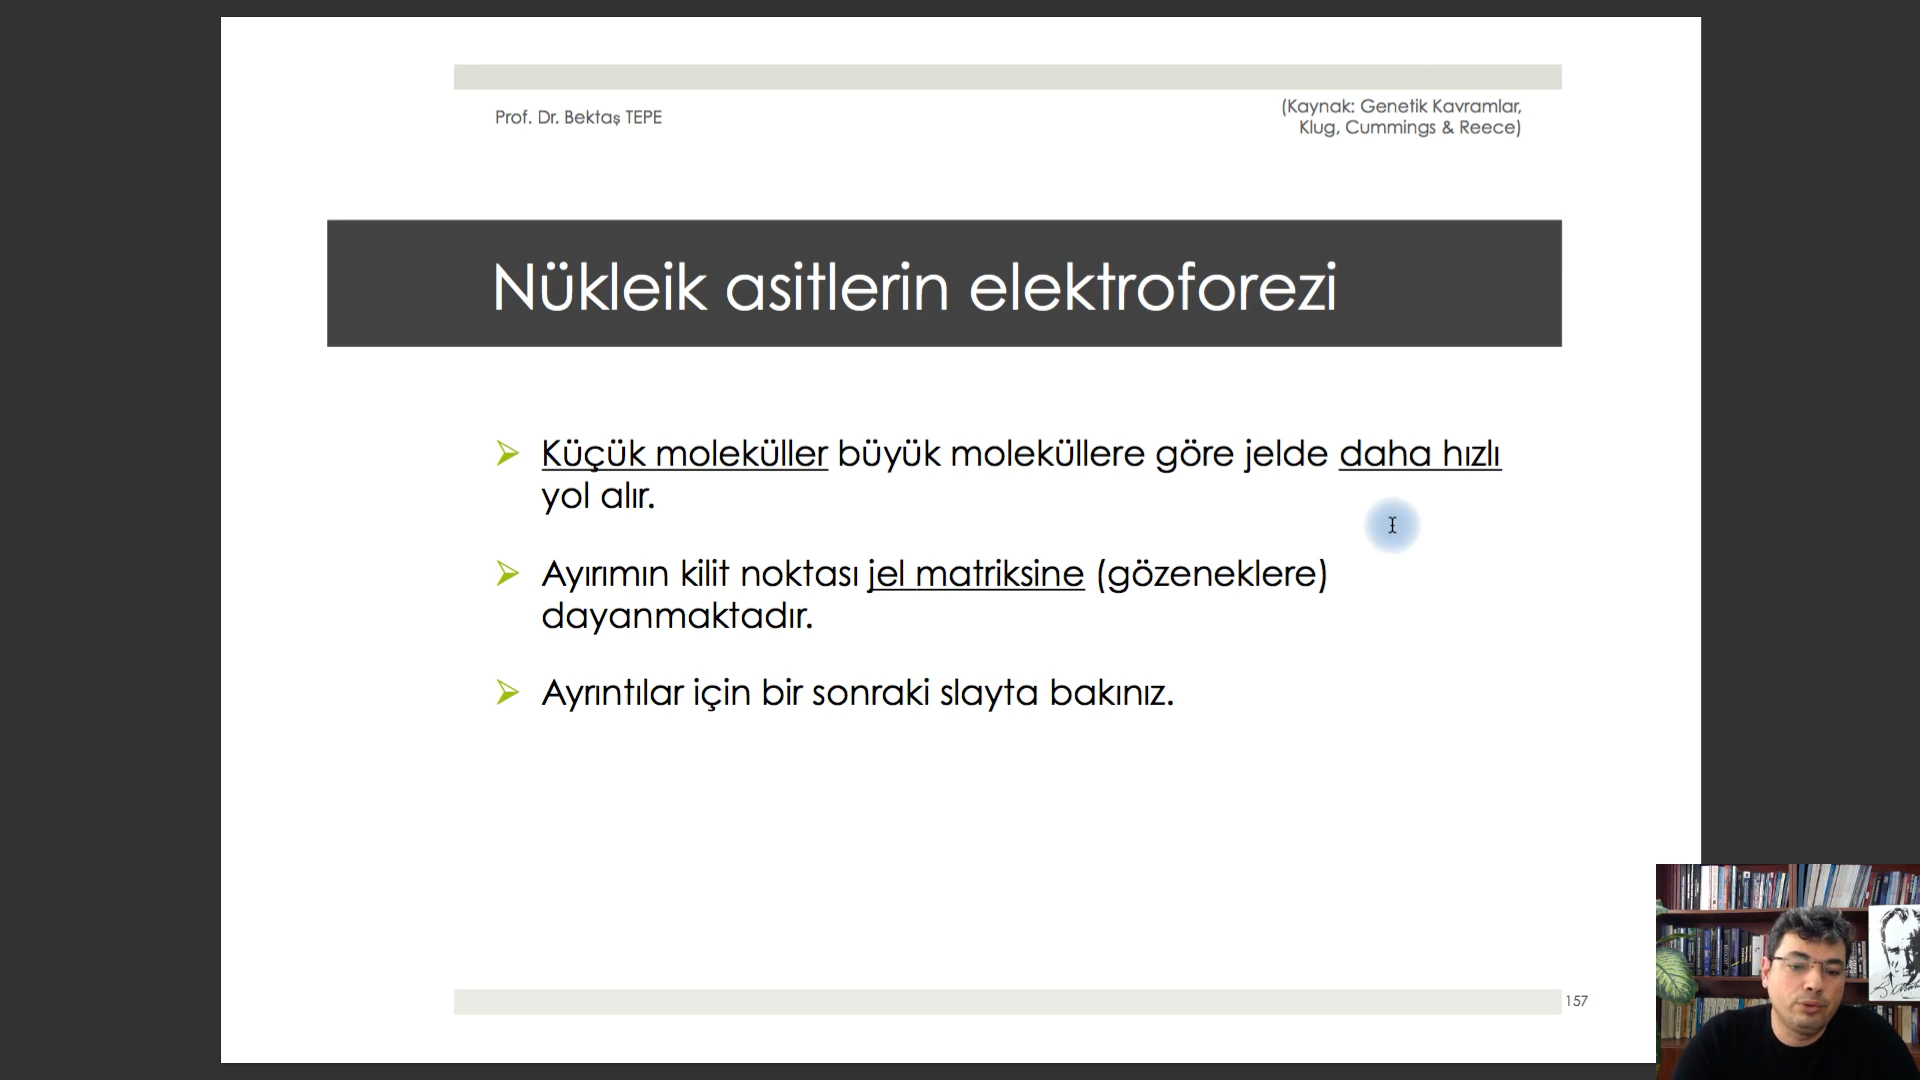 Prof. Dr. Bektaş TEPE
(Kaynak: Genetik Kavramlar,
Klug, Cummings & Reece)
Nükleik asitlerin elektroforezi
Küçük moleküller büyük moleküllere göre jelde daha hızlı
yol alır.
Ayırımın kilit noktası jel matriksine (gözeneklere)
dayanmaktadır.
Ayrıntılar için bir sonraki slayta bakınız.
157